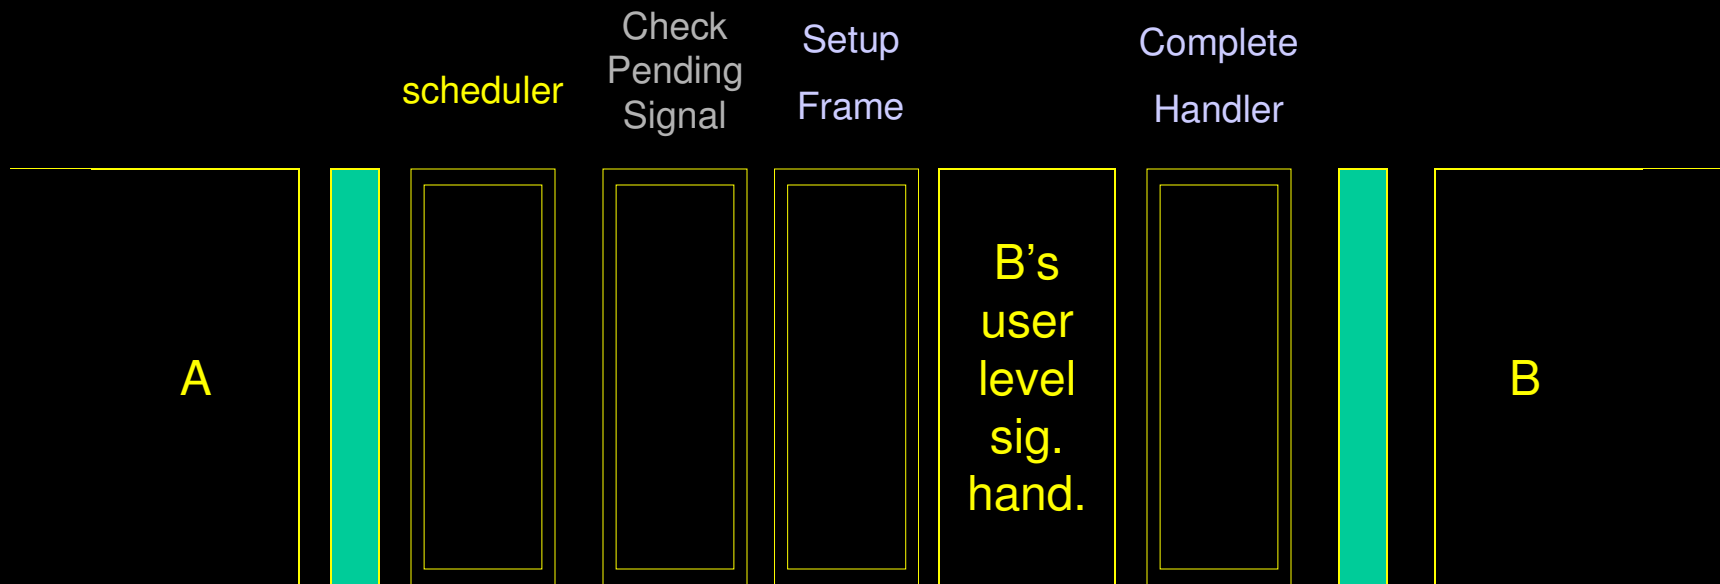 scheduler
Check
Pending
Signal
Setup
Frame
Complete
Handler
A
B’s
user
level
sig.
hand.
B